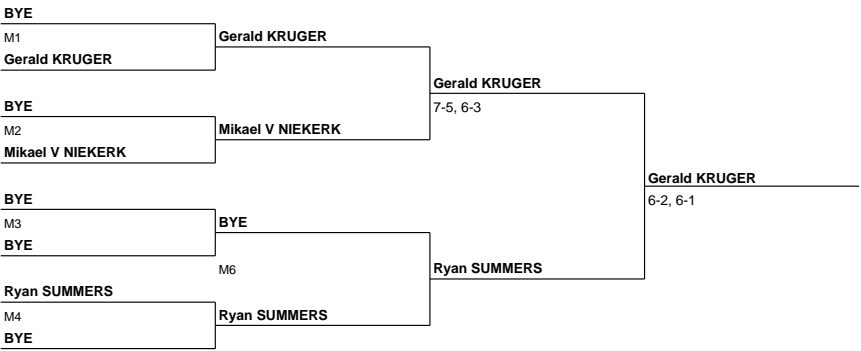 BYE
M1
Gerald KRUGER
Gerald KRUGER
BYE
M2
Mikael V NIEKERK
Mikael V NIEKERK
Gerald KRUGER
7-5, 6-3
BYE
M3
BYE
BYE
M6
Ryan SUMMERS
M4
BYE
Ryan SUMMERS
Ryan SUMMERS
Gerald KRUGER
6-2, 6-1